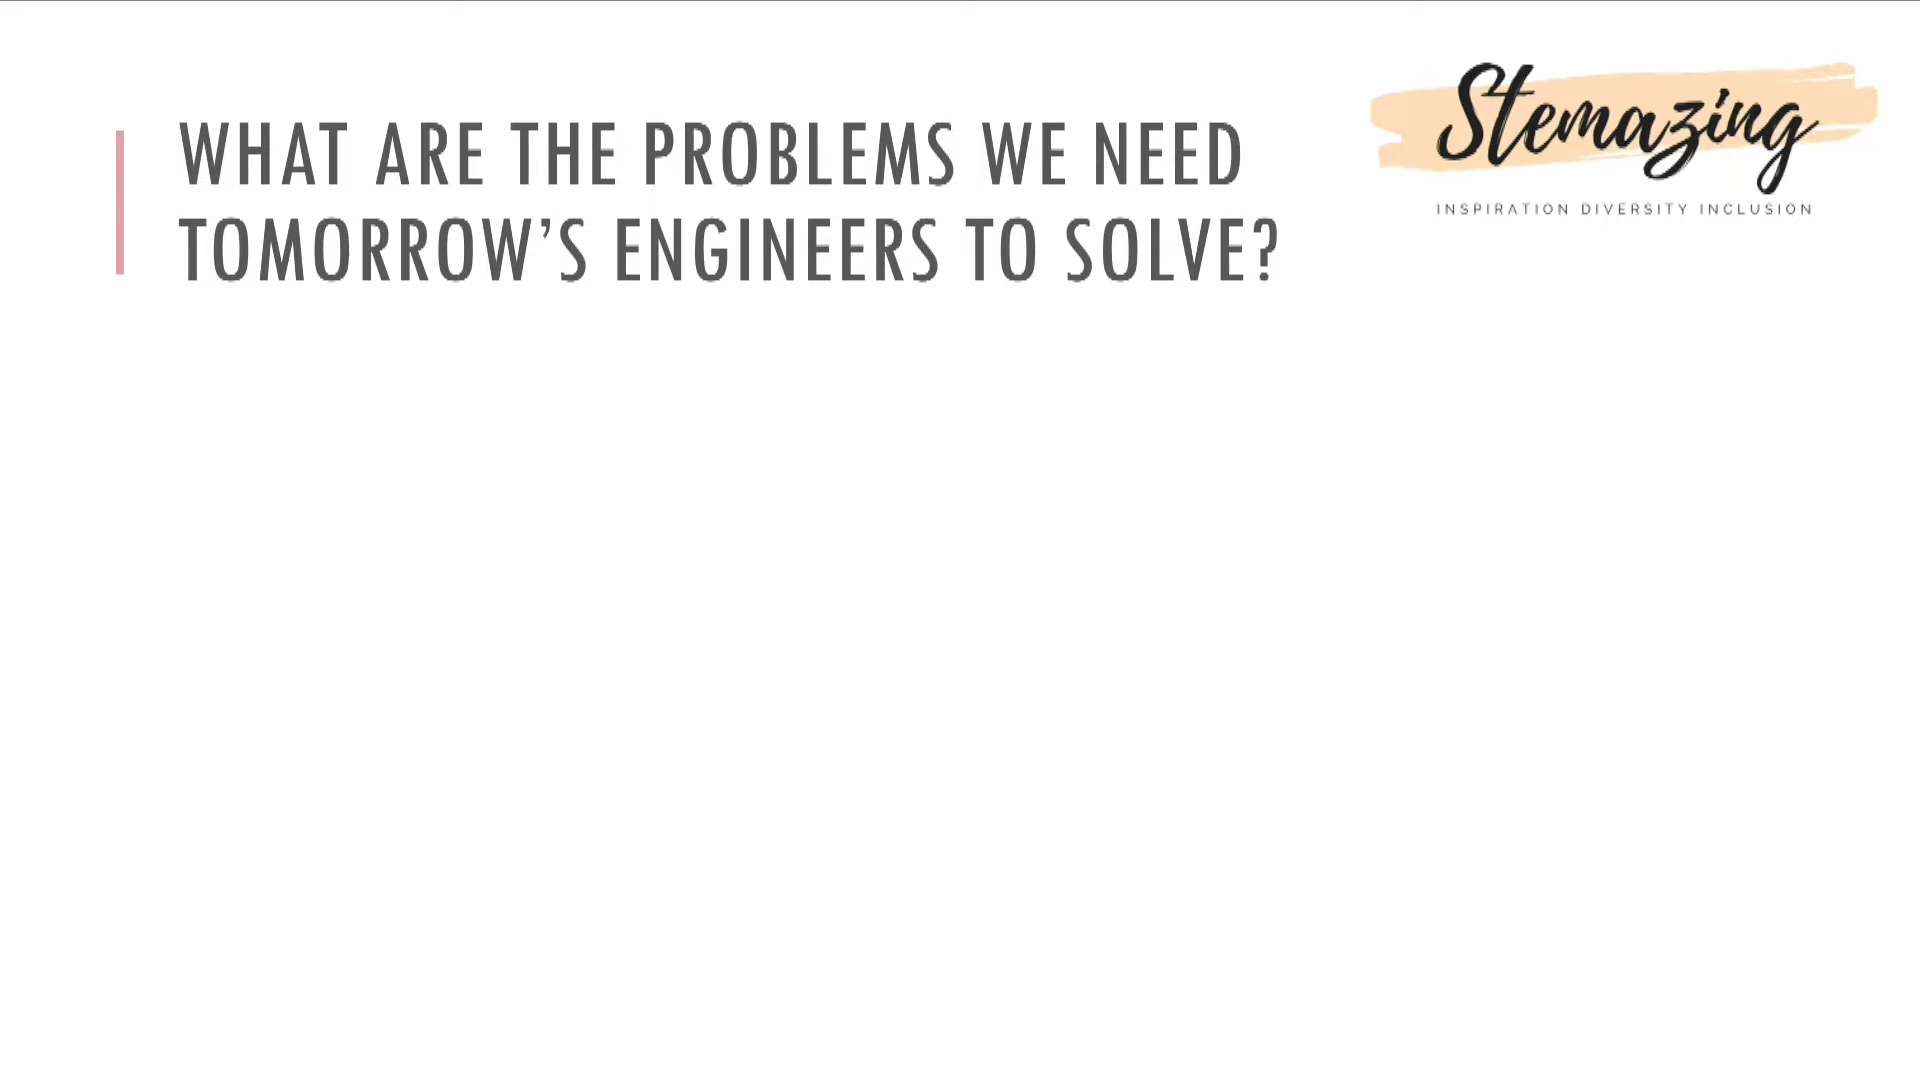 WHAT ARE THE PROBLEMS WE NEED
TOMORROW’S ENGINEERS TO SOLVE?
Stemazing
INSPIRATION DIVERSITY INCLUSION